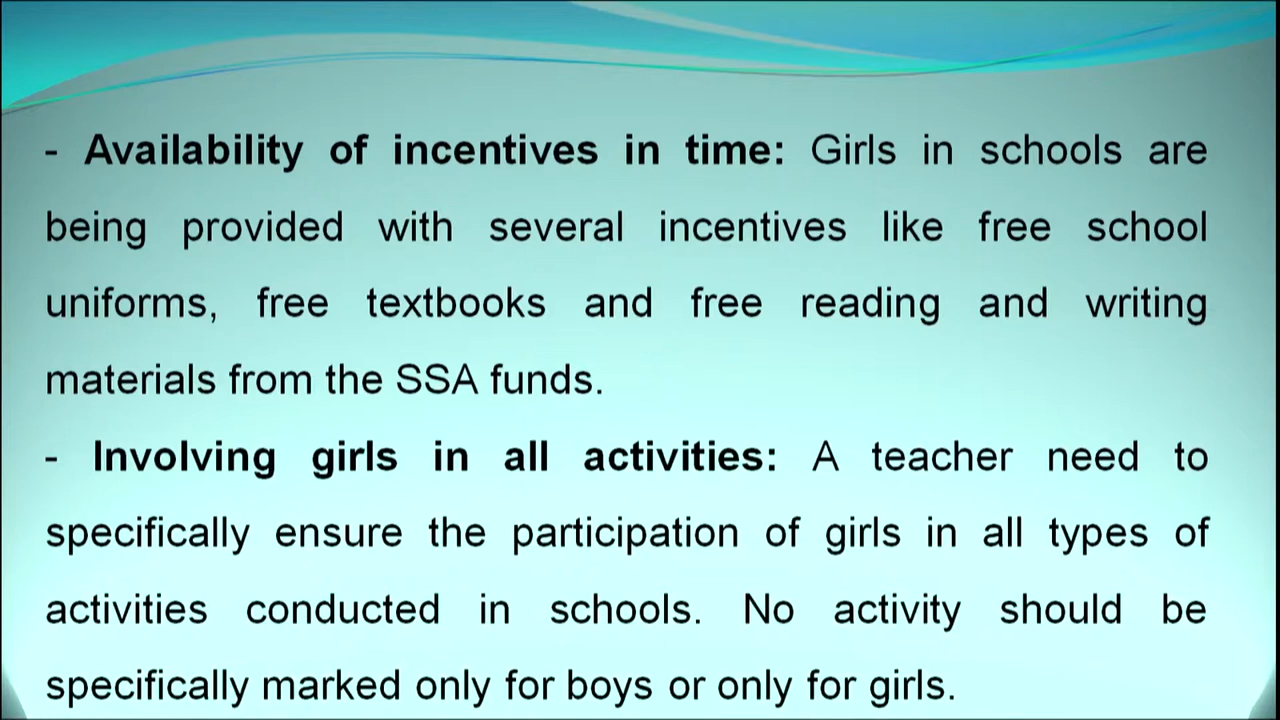 - Availability of incentives in time: Girls in schools are
being provided with several incentives like free school
uniforms, free textbooks and free reading and writing
materials from the SSA funds.
- Involving girls in all activities: A teacher need to
specifically ensure the participation of girls in all types of
activities conducted in schools. No activity should be
specifically marked only for boys or only for girls.